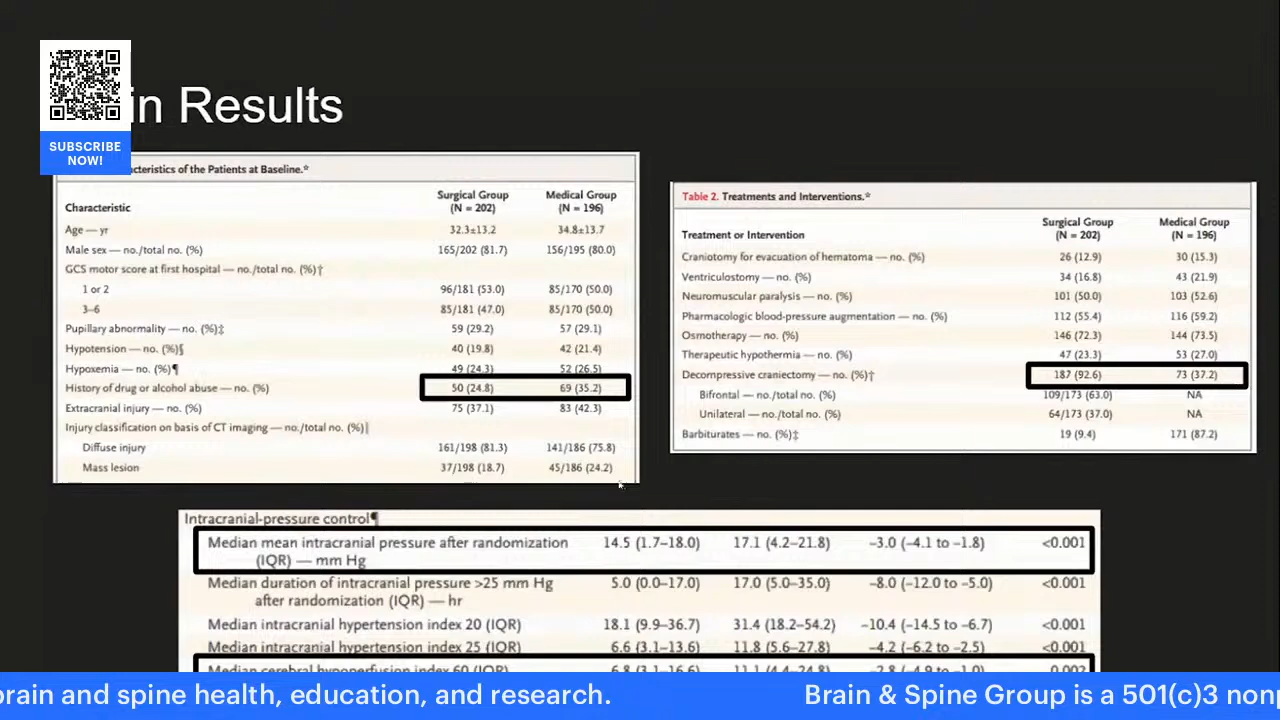 in Results
SUBSCRIBE
NOW!
cteristics of the Patients at Baseline.*
Characteristic Surgical Group (N = 202) Medical Group (N = 196)
Age — yr 32.3±13.2 34.8±13.7
Male sex — no./total no. (%) 165/202 (81.7) 156/195 (80.0)
GCS motor score at first hospital — no./total no. (%)†
1 or 2 96/181 (53.0) 85/170 (50.0)
3–6 85/181 (47.0) 85/170 (50.0)
Pupillary abnormality — no. (%)‡ 59 (29.2) 57 (29.1)
Hypotension — no. (%)§ 40 (19.8) 42 (21.4)
Hypoxemia — no. (%)¶ 49 (24.3) 52 (26.5)
History of drug or alcohol abuse — no. (%) 50 (24.8) 69 (35.2)
Extracranial injury — no. (%) 75 (37.1) 83 (42.3)
Injury classification on basis of CT imaging — no./total no. (%)‖
Diffuse injury 161/198 (81.3) 141/186 (75.8)
Mass lesion 37/198 (18.7) 45/186 (24.2)
Table 2. Treatments and Interventions.*
Treatment or Intervention Surgical Group (N = 202) Medical Group (N = 196)
Craniotomy for evacuation of hematoma — no. (%) 26 (12.9) 30 (15.3)
Ventriculostomy — no. (%) 34 (16.8) 43 (21.9)
Neuromuscular paralysis — no. (%) 101 (50.0) 103 (52.6)
Pharmacologic blood-pressure augmentation — no. (%) 112 (55.4) 116 (59.2)
Osmotherapy — no. (%) 146 (72.3) 144 (73.5)
Therapeutic hypothermia — no. (%) 47 (23.3) 53 (27.0)
Decompressive craniectomy — no. (%)† 187 (92.6) 73 (37.2)
Bifrontal — no./total no. (%) 109/173 (63.0) NA
Unilateral — no./total no. (%) 64/173 (37.0) NA
Barbiturates — no. (%)‡ 19 (9.4) 171 (87.2)
Intracranial-pressure control¶
Median mean intracranial pressure after randomization 14.5 (1.7–18.0) 17.1 (4.2–21.8) –3.0 (–4.1 to –1.8) <0.001
(IQR) — mm Hg
Median duration of intracranial pressure >25 mm Hg 5.0 (0.0–17.0) 17.0 (5.0–35.0) –8.0 (–12.0 to –5.0) <0.001
after randomization (IQR) — hr
Median intracranial hypertension index 20 (IQR) 18.1 (9.9–36.7) 31.4 (18.2–54.2) –10.4 (–14.5 to –6.7) <0.001
Median intracranial hypertension index 25 (IQR) 6.6 (3.1–13.6) 11.8 (5.6–27.8) –4.2 (–6.2 to –2.5) <0.001
Median cerebral hypoperfusion index 60 (IQR)
brain and spine health, education, and research. Brain & Spine Group is a 501(c)3 nonp